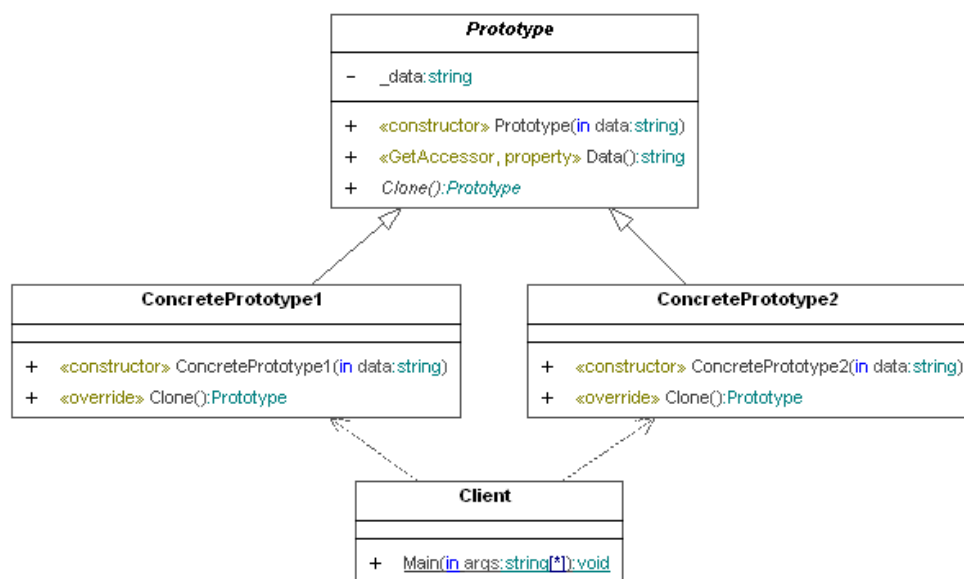 Prototype
- _data:string
+ «constructor» Prototype(in data:string)
+ «GetAccessor, property» Data():string
+ Clone():Prototype
ConcretePrototype1
+ «constructor» ConcretePrototype1(in data:string)
+ «override» Clone():Prototype
ConcretePrototype2
+ «constructor» ConcretePrototype2(in data:string)
+ «override» Clone():Prototype
Client
+ Main(in args:string[*]):void